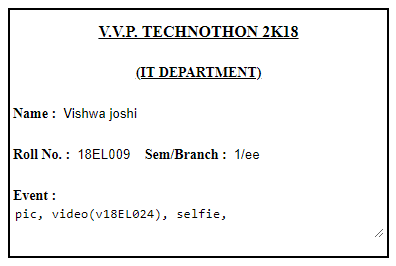 V.V.P. TECHNOTHON 2K18
(IT DEPARTMENT)
Name : Vishwa joshi
Roll No. : 18EL009 Sem/Branch : 1/ee
Event :
pic, video(v18EL024), selfie,